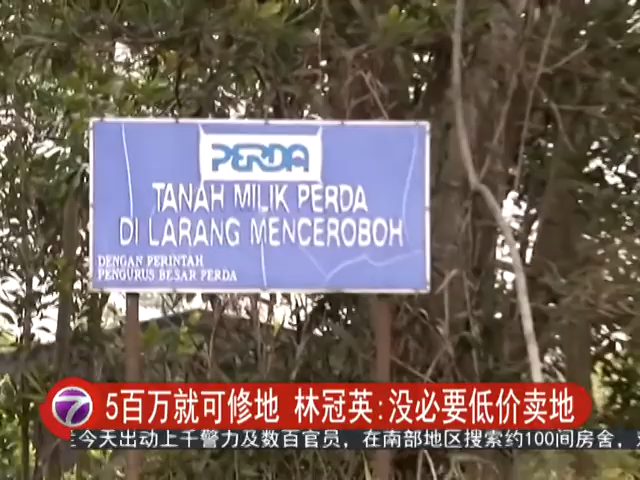 PERDA
TANAH MILIK PERDA
DI LARANG MENCEROBOH
DENGAN PERINTAH
PENGURUS BESAR PERDA
7 5百万就可修地 林冠英:没必要低价卖地
今天出动上千警力及数百官员，在南部地区搜索约100间房舍，